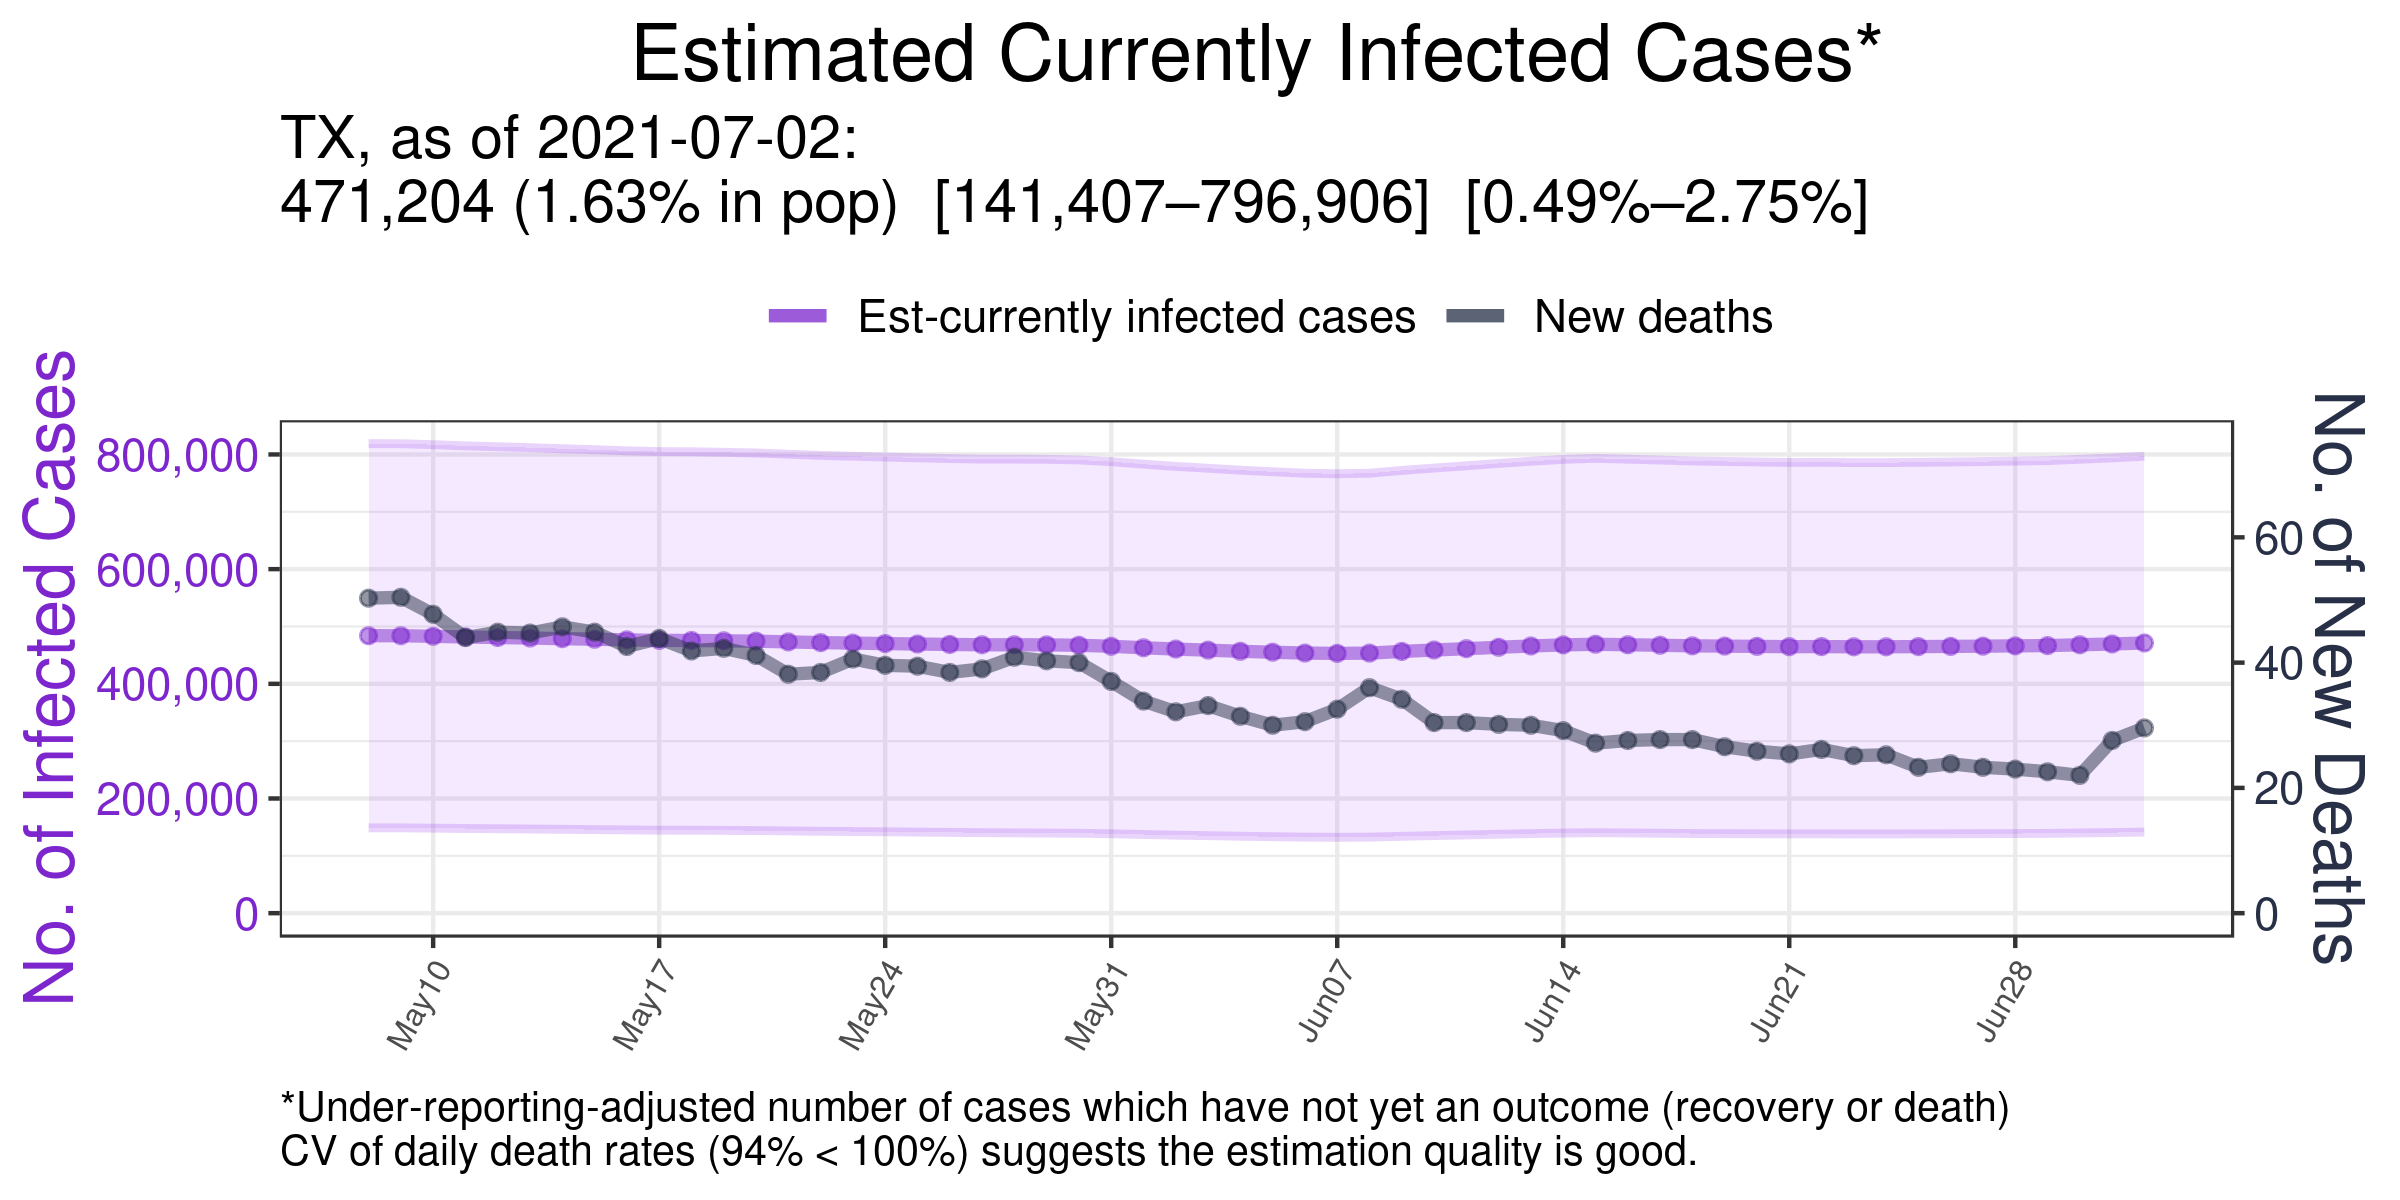 Estimated Currently Infected Cases*
TX, as of 2021-07-02:
471,204 (1.63% in pop)  [141,407–796,906]  [0.49%–2.75%]
Est-currently infected cases
New deaths
No. of Infected Cases
800,000
600,000
400,000
200,000
0
No. of New Deaths
60
40
20
0
May10
May17
May24
May31
Jun07
Jun14
Jun21
Jun28
*Under-reporting-adjusted number of cases which have not yet an outcome (recovery or death)
CV of daily death rates (94% < 100%) suggests the estimation quality is good.